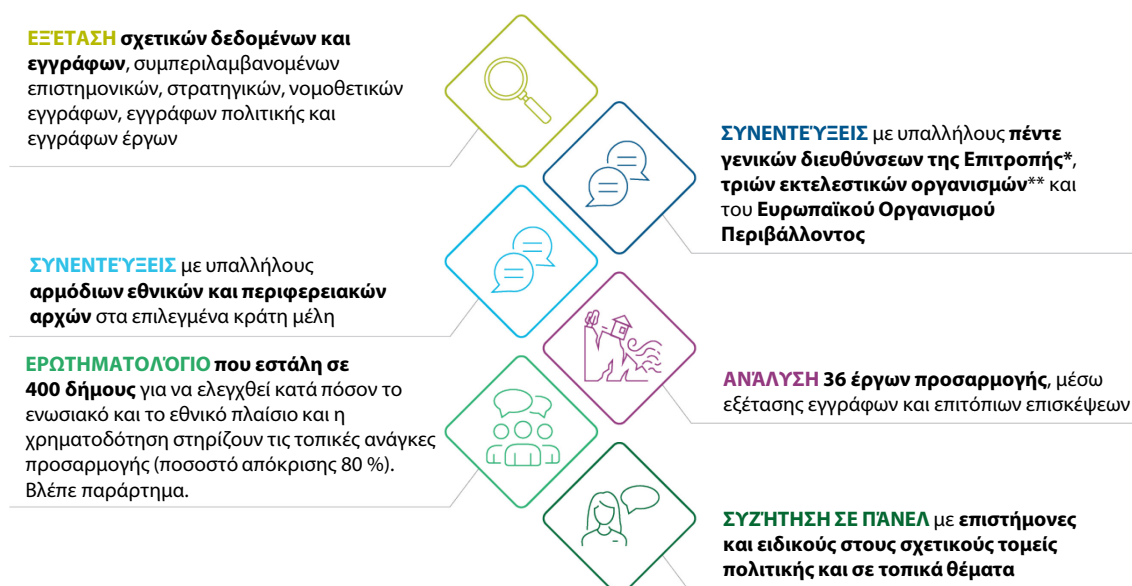 ΕΞΈΤΑΣΗ σχετικών δεδομένων και
εγγράφων, συμπεριλαμβανομένων
επιστημονικών, στρατηγικών, νομοθετικών
εγγράφων, εγγράφων πολιτικής και
εγγράφων έργων
ΣΥΝΕΝΤΕΎΞΕΙΣ με υπαλλήλους πέντε
γενικών διευθύνσεων της Επιτροπής*,
τριών εκτελεστικών οργανισμών** και
του Ευρωπαϊκού Οργανισμού
Περιβάλλοντος
ΣΥΝΕΝΤΕΎΞΕΙΣ με υπαλλήλους
αρμόδιων εθνικών και περιφερειακών
αρχών στα επιλεγμένα κράτη μέλη
ΕΡΩΤΗΜΑΤΟΛΌΓΙΟ που εστάλη σε
400 δήμους για να ελεγχθεί κατά πόσον το
ενωσιακό και το εθνικό πλαίσιο και η
χρηματοδότηση στηρίζουν τις τοπικές ανάγκες
προσαρμογής (ποσοστό απόκρισης 80 %).
Βλέπε παράρτημα.
ΑΝΆΛΥΣΗ 36 έργων προσαρμογής, μέσω
εξέτασης εγγράφων και επιτόπιων επισκέψεων
ΣΥΖΉΤΗΣΗ ΣΕ ΠΆΝΕΛ με επιστήμονες
και ειδικούς στους σχετικούς τομείς
πολιτικής και σε τοπικά θέματα